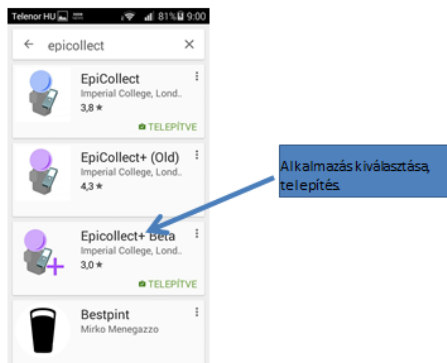 Telenor HU 81% 9:00
epicollect
EpiCollect
Imperial College, Lond..
3,8 ★
TELEPÍTVE
EpiCollect+ (Old)
Imperial College, Lond..
4,3 ★
Alkalmazás kiválasztása,
telepítés.
Epicollect+ Beta
Imperial College, Lond..
3,0 ★
TELEPÍTVE
Bestpint
Mirko Menegazzo